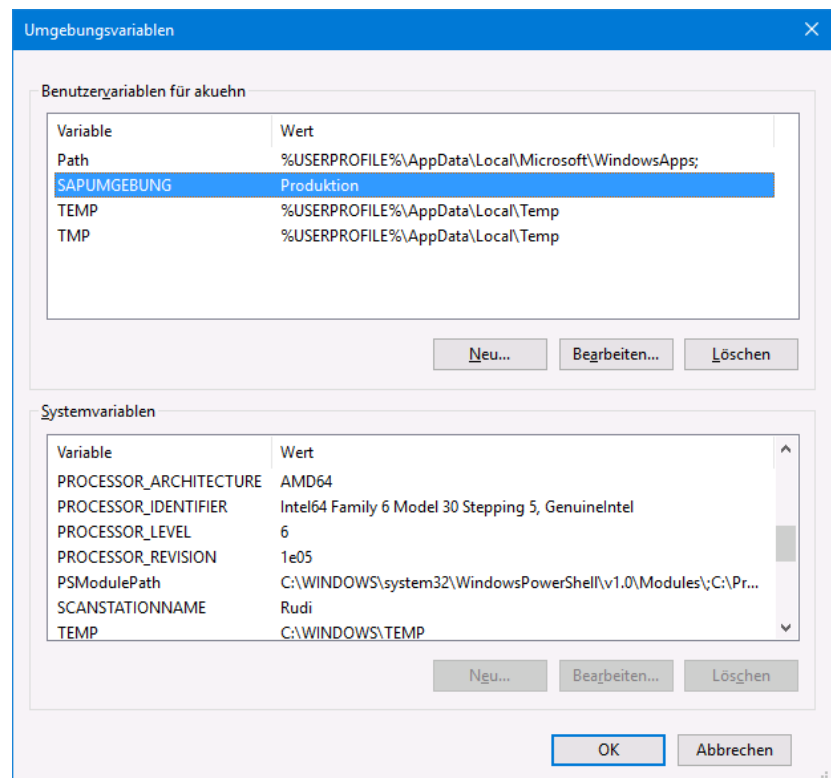 Umgebungsvariablen
Benutzervariablen für akuehn
Variable Wert
Path %USERPROFILE%\AppData\Local\Microsoft\WindowsApps;
SAPUMGEBUNG Produktion
TEMP %USERPROFILE%\AppData\Local\Temp
TMP %USERPROFILE%\AppData\Local\Temp
Neu... Bearbeiten... Löschen
Systemvariablen
Variable Wert
PROCESSOR_ARCHITECTURE AMD64
PROCESSOR_IDENTIFIER Intel64 Family 6 Model 30 Stepping 5, GenuineIntel
PROCESSOR_LEVEL 6
PROCESSOR_REVISION 1e05
PSModulePath C:\WINDOWS\system32\WindowsPowerShell\v1.0\Modules\;C:\Pr...
SCANSTATIONNAME Rudi
TEMP C:\WINDOWS\TEMP
Neu... Bearbeiten... Löschen
OK Abbrechen